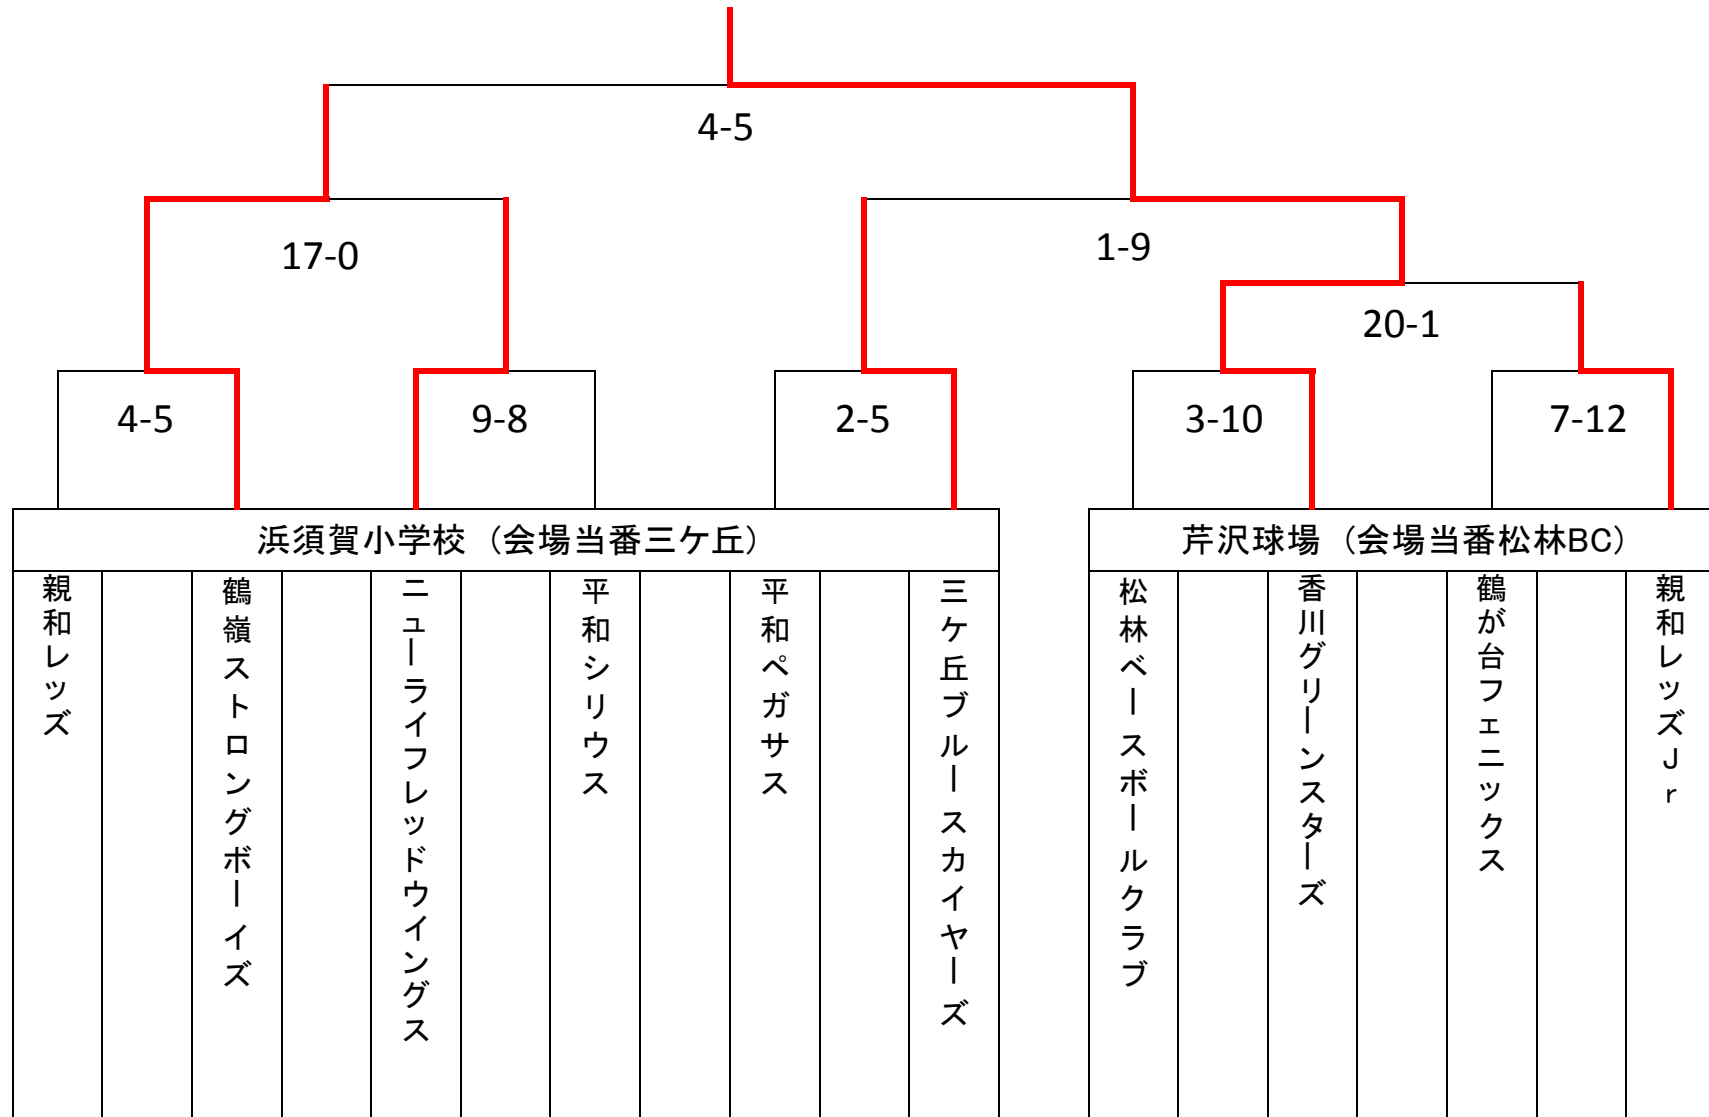 4-5
17-0
1-9
20-1
4-5
9-8
2-5
3-10
7-12
浜須賀小学校（会場当番三ケ丘）
芹沢球場（会場当番松林BC）
親和レッズ
鶴嶺ストロングボーイズ
ニューライフレッドウイングス
平和シリウス
平和ペガサス
三ケ丘ブルースカイヤーズ
松林ベースボールクラブ
香川グリーンスターズ
鶴が台フェニックス
親和レッズJr